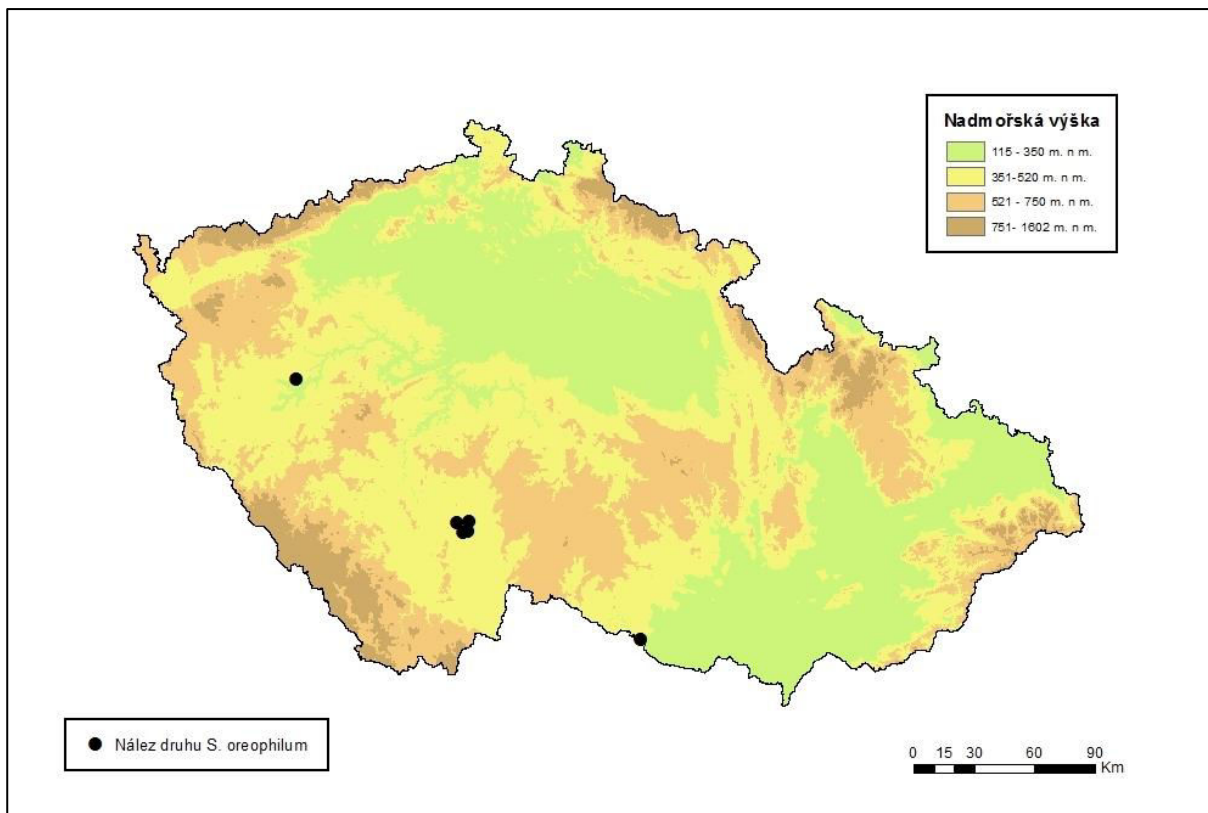 Nadmořská výška
115 - 350 m. n m.
351-520 m. n m.
521 - 750 m. n m.
751- 1602 m. n m.
Nález druhu S. oreophilum
0 15 30 60 90
Km